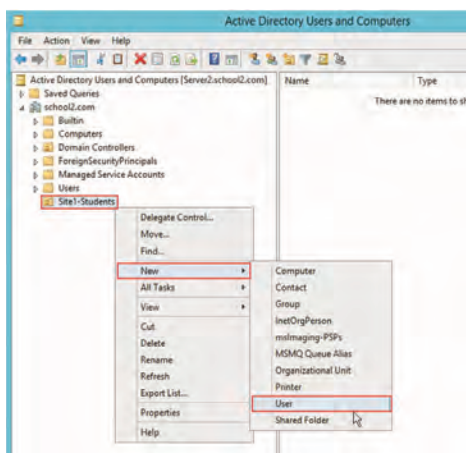 Active Directory Users and Computers
File Action View Help
Active Directory Users and Computers [Server2.school2.com]
Saved Queries
school2.com
Builtin
Computers
Domain Controllers
ForeignSecurityPrincipals
Managed Service Accounts
Users
Site1-Students
Name Type
There are no items to sh
Delegate Control...
Move...
Find...
New
All Tasks
View
Cut
Delete
Rename
Refresh
Export List...
Properties
Help
Computer
Contact
Group
InetOrgPerson
msImaging-PSPs
MSMQ Queue Alias
Organizational Unit
Printer
User
Shared Folder